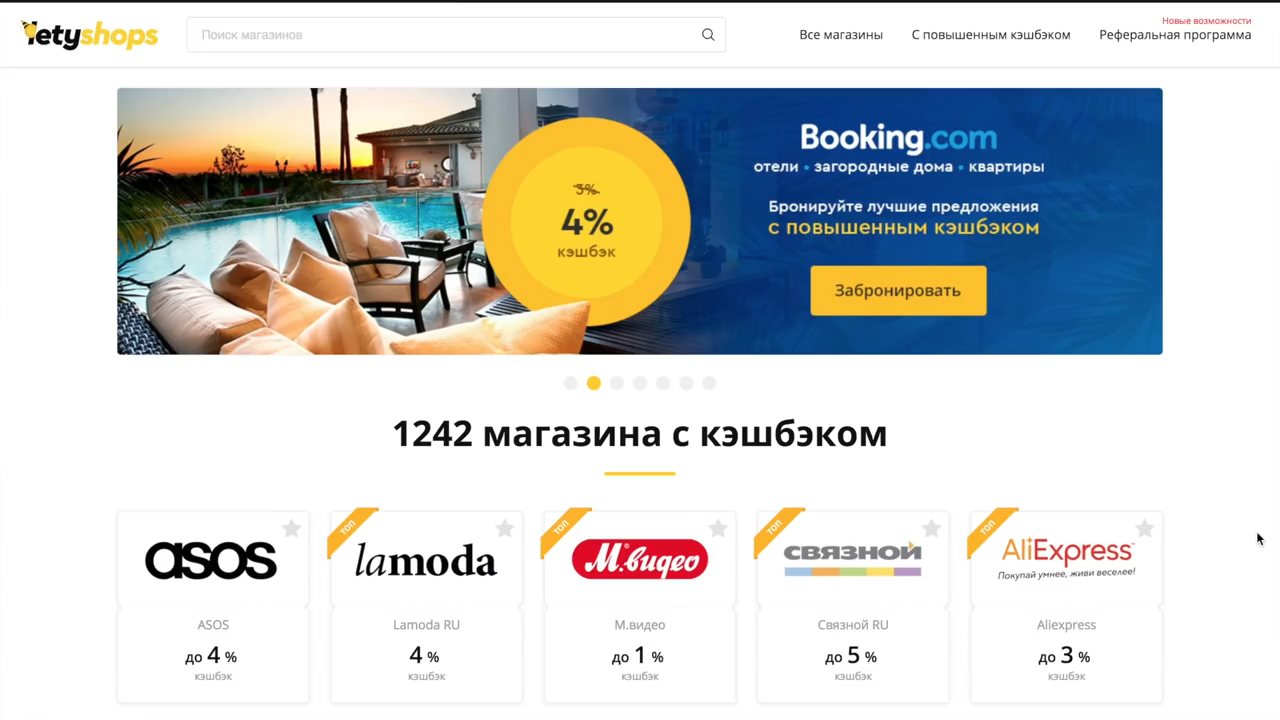 letyshops
Поиск магазинов
Все магазины
С повышенным кэшбэком
Новые возможности
Реферальная программа
3%
4%
кэшбэк
Booking.com
отели • загородные дома • квартиры
Бронируйте лучшие предложения
с повышенным кэшбэком
Забронировать
1242 магазина с кэшбэком
asos
ASOS
до 4 %
кэшбэк
ТОП
lamoda
Lamoda RU
4 %
кэшбэк
ТОП
М.видео
М.видео
до 1 %
кэшбэк
ТОП
СВЯЗНОЙ
Связной RU
до 5 %
кэшбэк
ТОП
AliExpress
Покупай умнее, живи веселее!
Aliexpress
до 3 %
кэшбэк